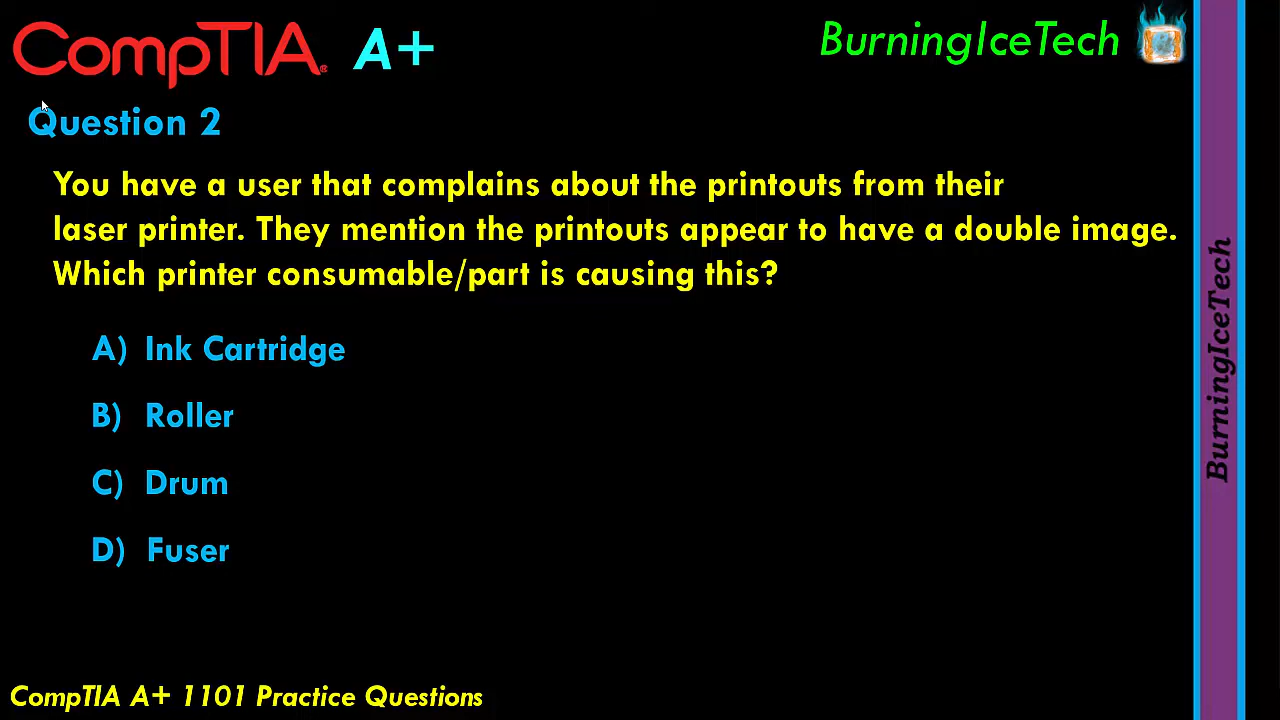 CompTIA® A+
BurningIceTech
Question 2
You have a user that complains about the printouts from their
laser printer. They mention the printouts appear to have a double image.
Which printer consumable/part is causing this?
A) Ink Cartridge
B) Roller
C) Drum
D) Fuser
BurningIceTech
CompTIA A+ 1101 Practice Questions